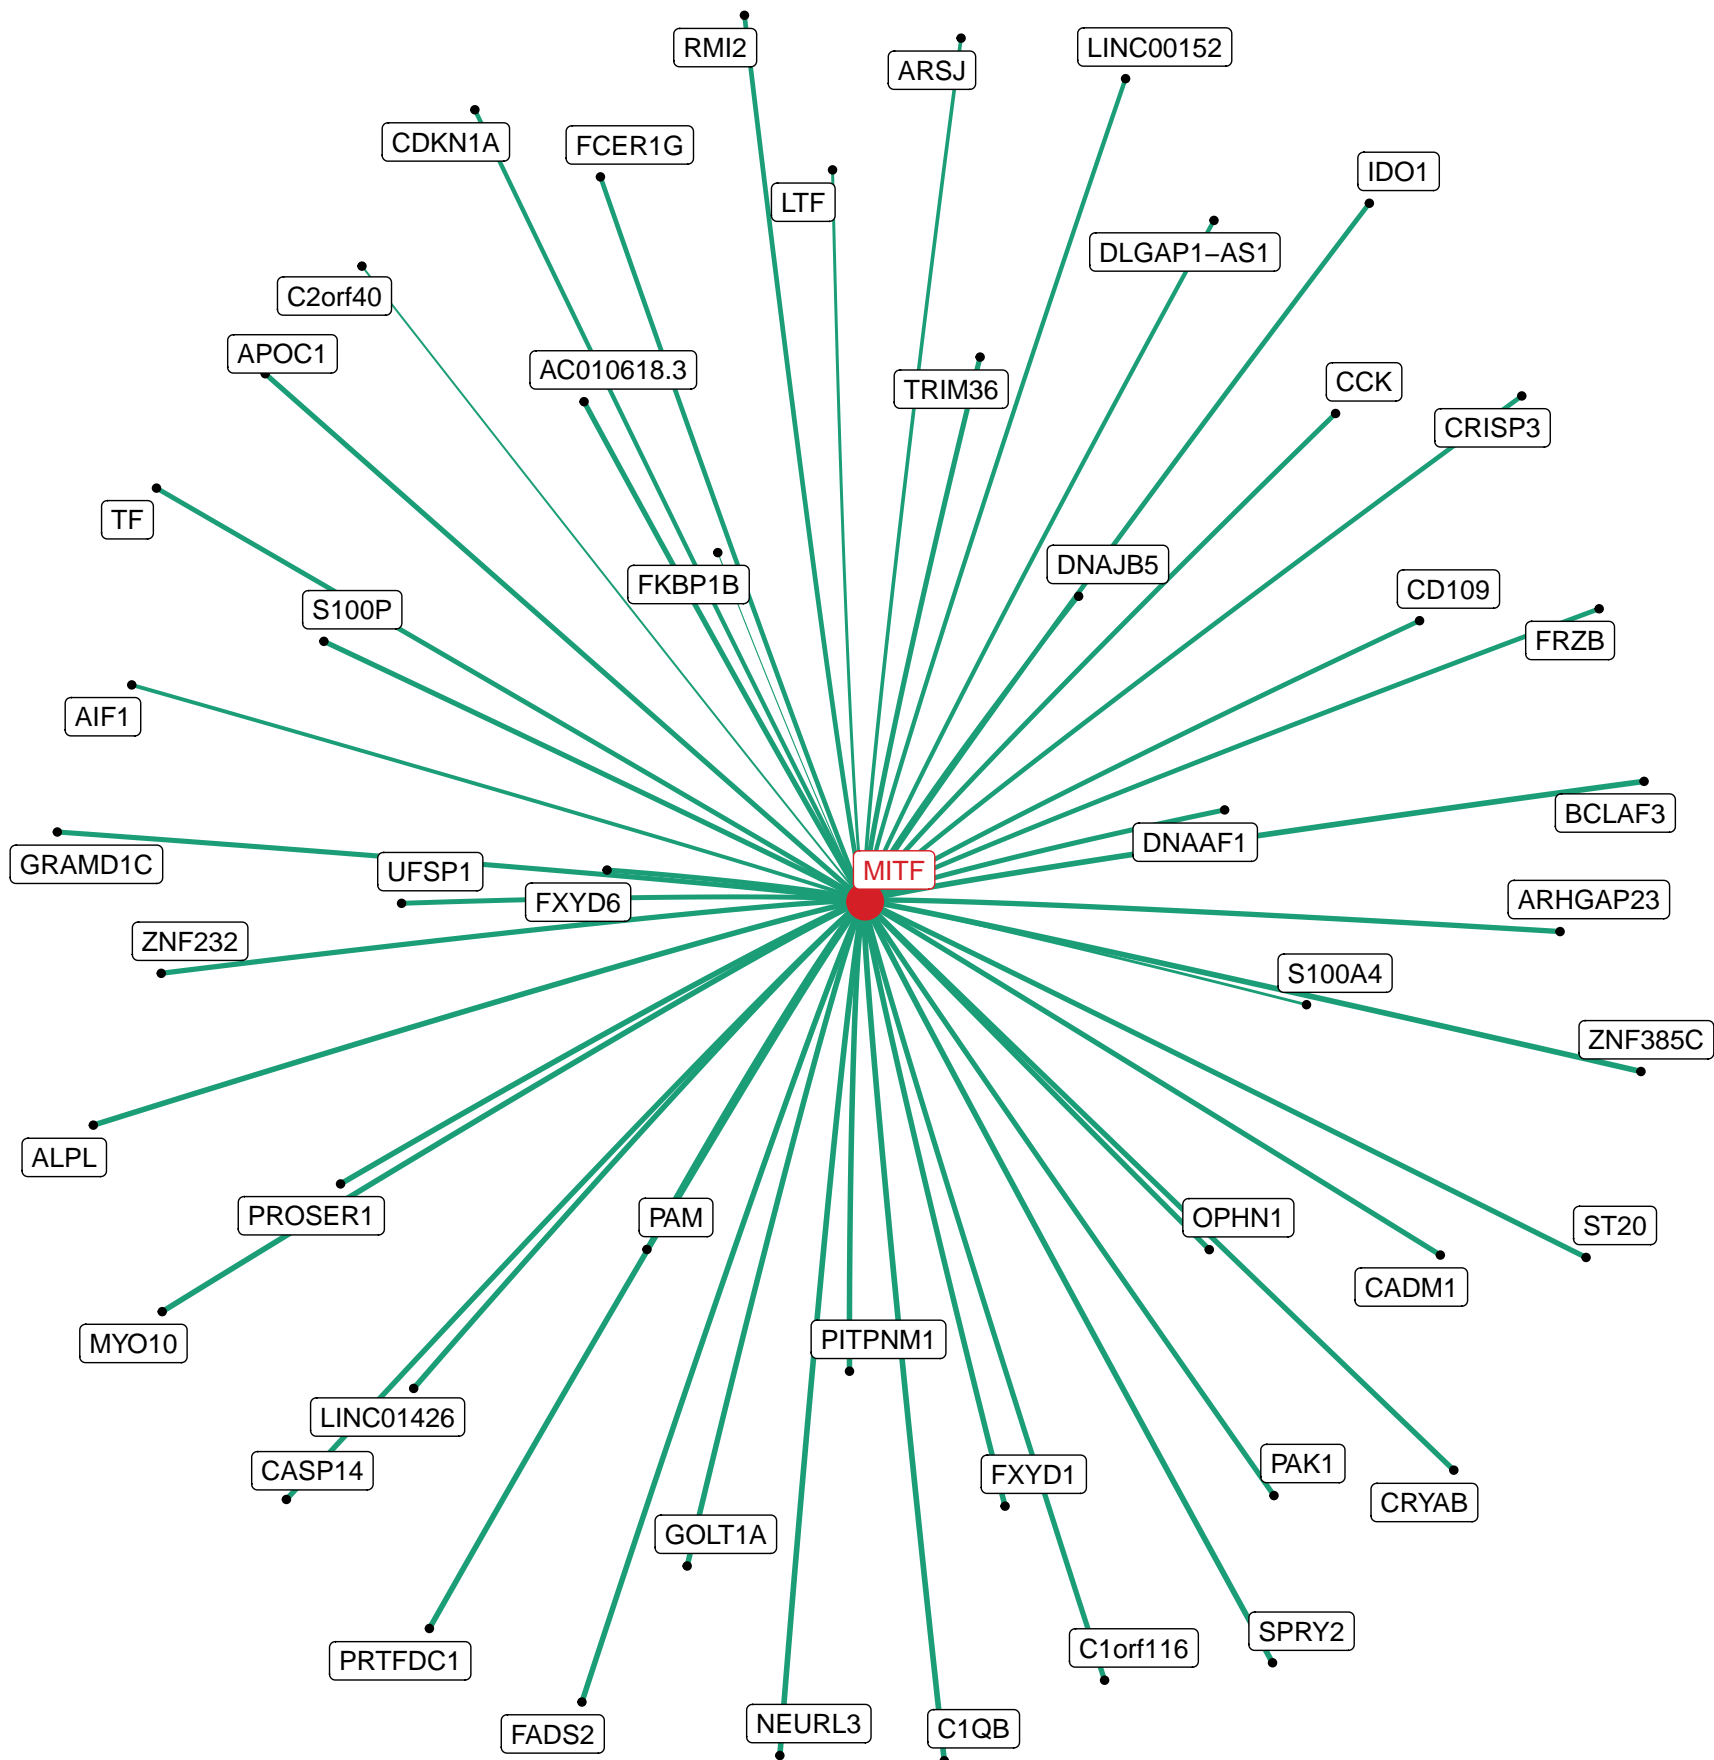 RMI2
LINC00152
ARSJ
CDKN1A
FCER1G
IDO1
LTF
DLGAP1−AS1
C2orf40
APOC1
AC010618.3
CCK
TRIM36
CRISP3
TF
DNAJB5
FKBP1B
CD109
S100P
FRZB
AIF1
BCLAF3
DNAAF1
GRAMD1C
UFSP1
MITF
FXYD6
ARHGAP23
ZNF232
S100A4
ZNF385C
ALPL
PROSER1
PAM
OPHN1
ST20
CADM1
MYO10
PITPNM1
LINC01426
CASP14
FXYD1
PAK1
CRYAB
GOLT1A
SPRY2
C1orf116
PRTFDC1
NEURL3
C1QB
FADS2